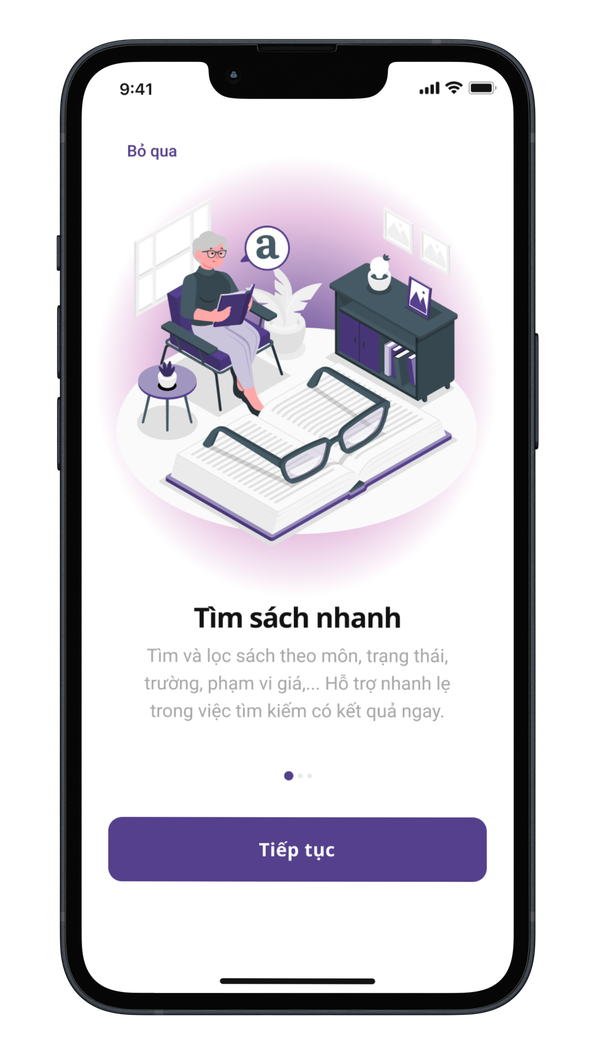 9:41
Bỏ qua
a
Tìm sách nhanh
Tìm và lọc sách theo môn, trạng thái,
trường, phạm vi giá,... Hỗ trợ nhanh lẹ
trong việc tìm kiếm có kết quả ngay.
Tiếp tục